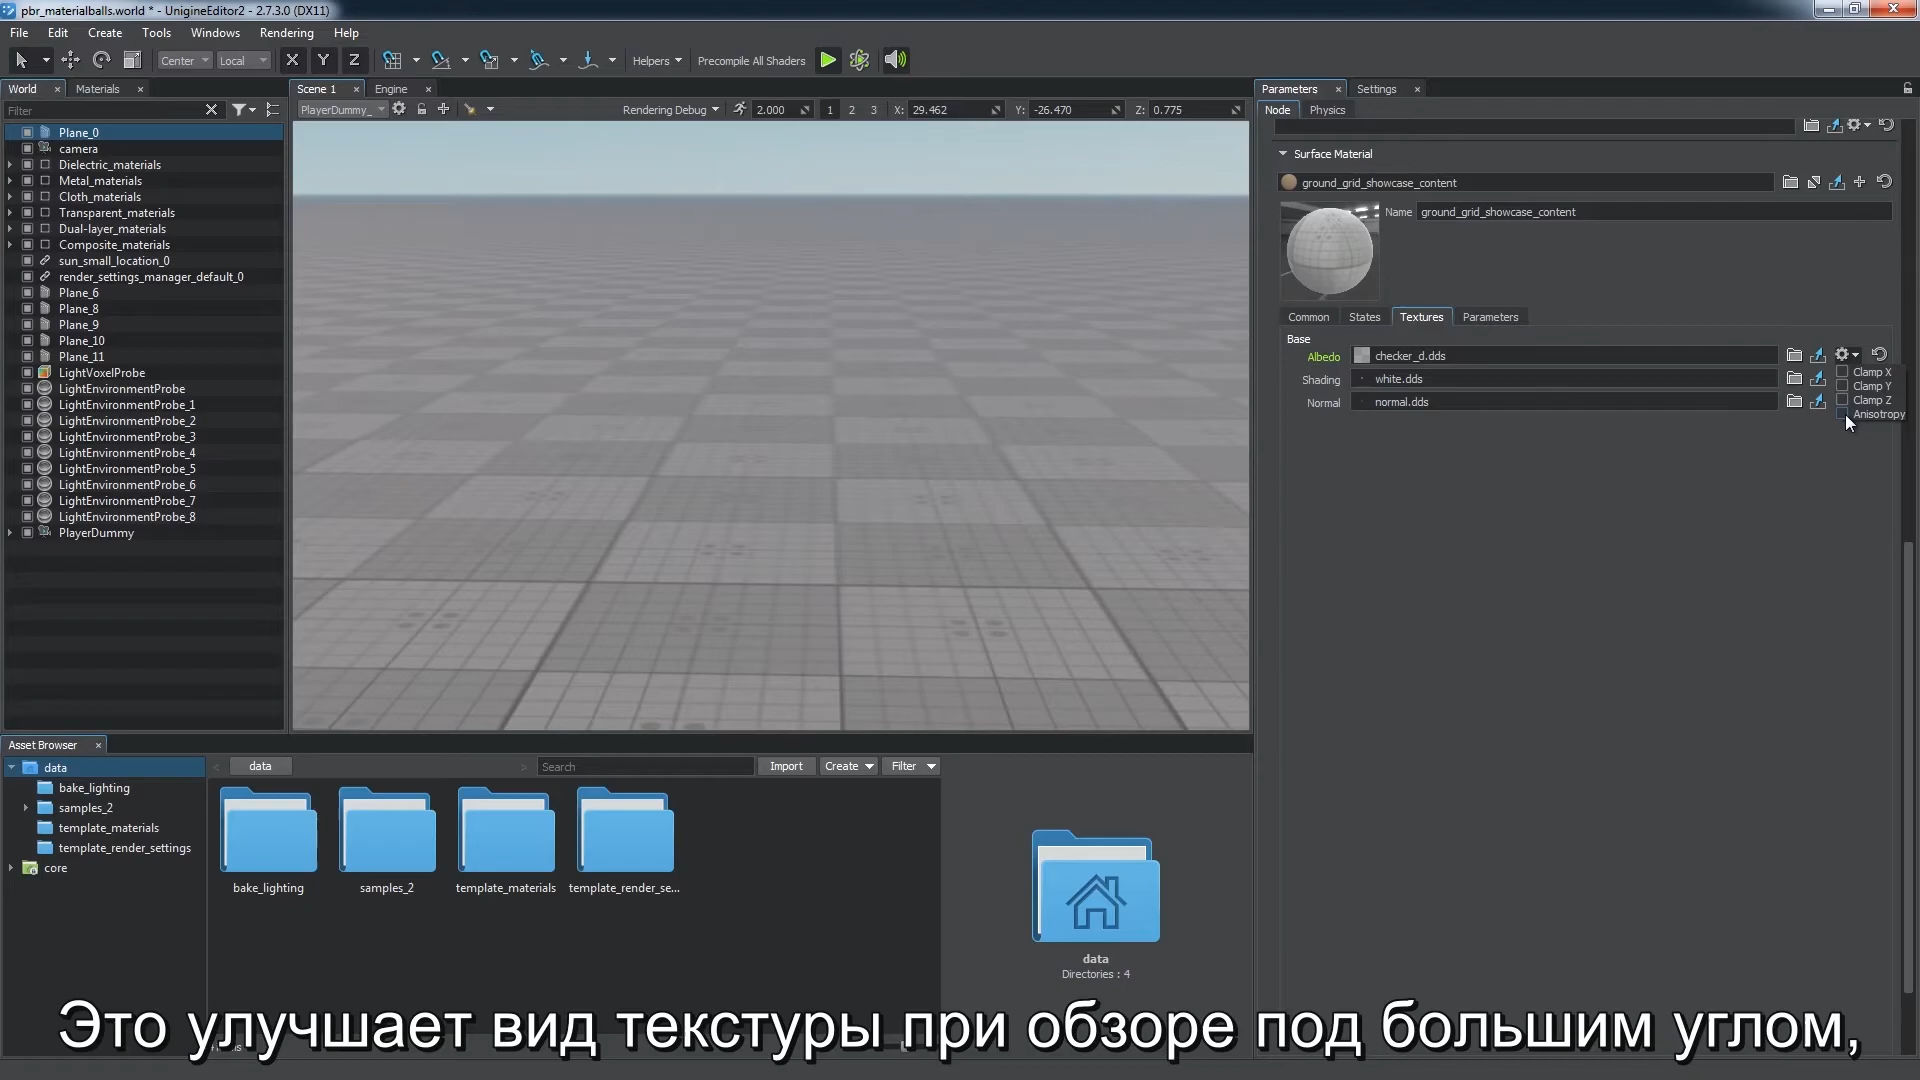 pbr_materialballs.world * - UnigineEditor2 - 2.7.3.0 (DX11)
File Edit Create Tools Windows Rendering Help
Center Local X Y Z Helpers Precompile All Shaders
World Materials
Filter
Plane_0
camera
Dielectric_materials
Metal_materials
Cloth_materials
Transparent_materials
Dual-layer_materials
Composite_materials
sun_small_location_0
render_settings_manager_default_0
Plane_6
Plane_8
Plane_9
Plane_10
Plane_11
LightVoxelProbe
LightEnvironmentProbe
LightEnvironmentProbe_1
LightEnvironmentProbe_2
LightEnvironmentProbe_3
LightEnvironmentProbe_4
LightEnvironmentProbe_5
LightEnvironmentProbe_6
LightEnvironmentProbe_7
LightEnvironmentProbe_8
PlayerDummy
Scene 1 Engine
PlayerDummy_ Rendering Debug 2.000 1 2 3 X: 29.462 Y: -26.470 Z: 0.775
Parameters Settings
Node Physics
Surface Material
ground_grid_showcase_content
Name ground_grid_showcase_content
Common States Textures Parameters
Base
Albedo checker_d.dds
Shading white.dds
Normal normal.dds
Clamp X
Clamp Y
Clamp Z
Anisotropy
Asset Browser
data
bake_lighting
samples_2
template_materials
template_render_settings
core
data Search Import Create Filter
bake_lighting samples_2 template_materials template_render_se...
data
Directories : 4
Это улучшает вид текстуры при обзоре под большим углом,